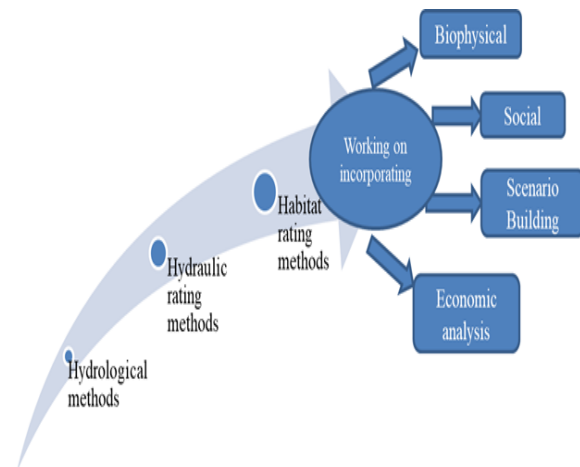 Biophysical
Social
Working on
incorporating
Scenario
Building
Habitat
rating
methods
Hydraulic
rating
methods
Economic
analysis
Hydrological
methods